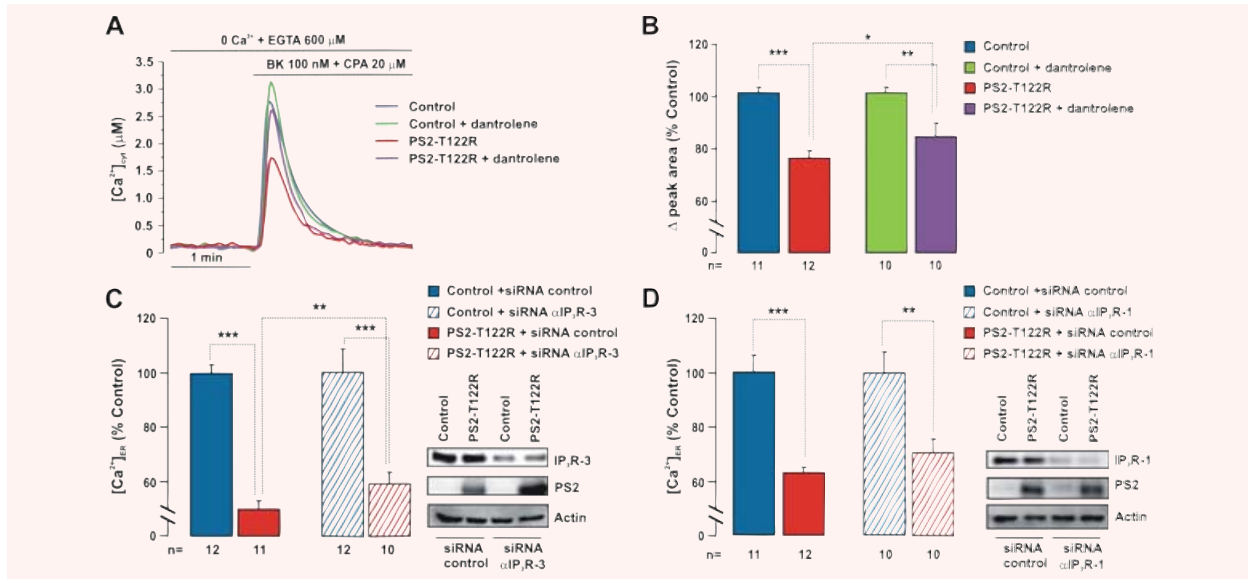 A
0 Ca²⁺ + EGTA 600 μM
BK 100 nM + CPA 20 μM
[Ca²⁺]cyt (μM)
3.5
3.0
2.5
2.0
1.5
1.0
0.5
0
1 min
Control
Control + dantrolene
PS2-T122R
PS2-T122R + dantrolene
B
Δ peak area (% Control)
120
100
80
60
0
***
*
**
n= 11 12 10 10
Control
Control + dantrolene
PS2-T122R
PS2-T122R + dantrolene
C
Control +siRNA control
Control + siRNA αIP₃R-3
PS2-T122R + siRNA control
PS2-T122R + siRNA αIP₃R-3
[Ca²⁺]ER (% Control)
120
100
80
60
0
***
**
***
n= 12 11 12 10
Control
PS2-T122R
Control
PS2-T122R
IP₃R-3
PS2
Actin
siRNA control
siRNA αIP₃R-3
D
Control +siRNA control
Control + siRNA αIP₃R-1
PS2-T122R + siRNA control
PS2-T122R + siRNA αIP₃R-1
[Ca²⁺]ER (% Control)
120
100
80
60
0
***
**
n= 11 12 10 10
Control
PS2-T122R
Control
PS2-T122R
IP₃R-1
PS2
Actin
siRNA control
siRNA αIP₃R-1